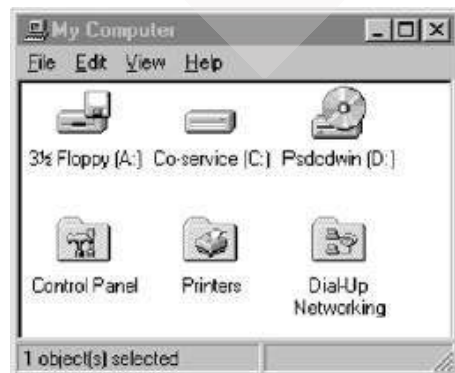 My Computer
File Edit View Help
3½ Floppy (A:) Co-service (C:) Psdcdwin (D:)
Control Panel Printers Dial-Up
Networking
1 object(s) selected